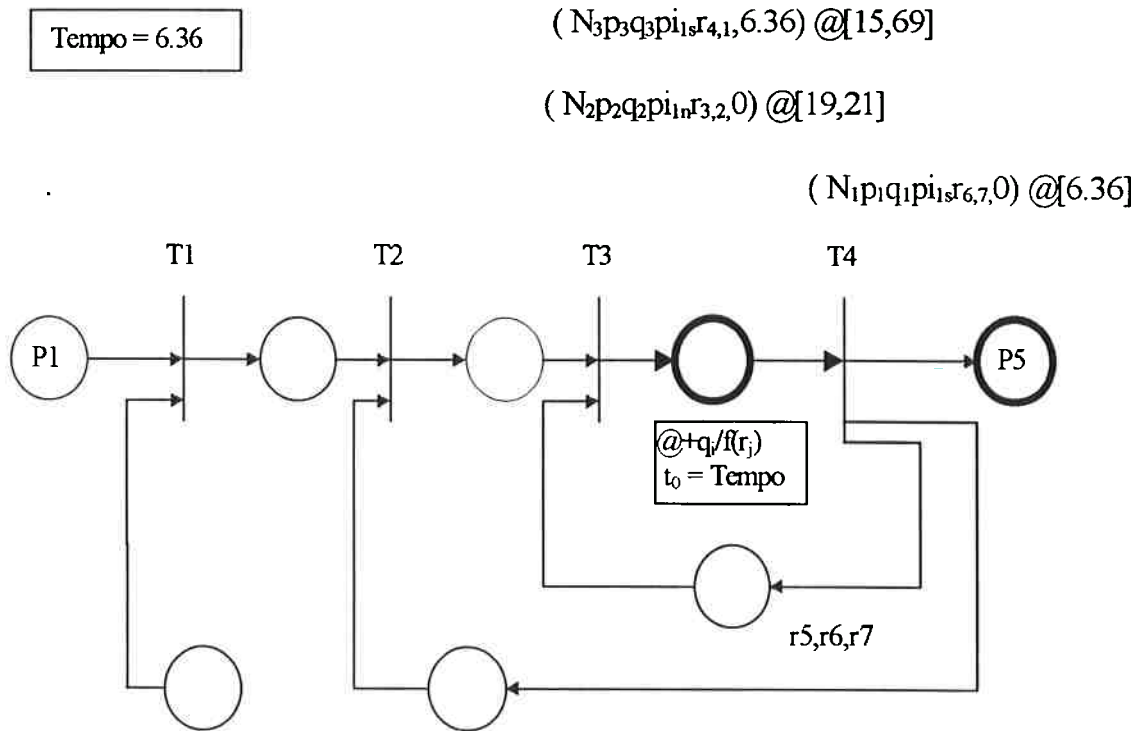 Tempo = 6.36
( N₃p₃q₃pi₁ₛr₄,₁,6.36) @[15,69]
( N₂p₂q₂pi₁ₙr₃,₂,0) @[19,21]
( N₁p₁q₁pi₁ₛr₆,₇,0) @[6.36]
T1 T2 T3 T4
P1 P5
@+qᵢ/f(rⱼ)
t₀ = Tempo
r5,r6,r7